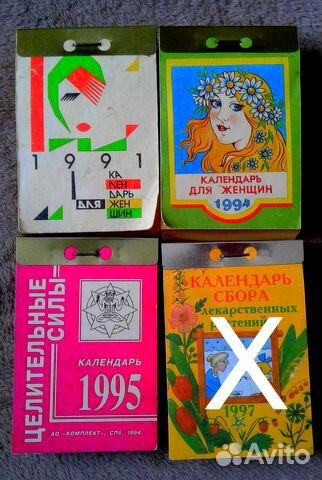 1991
КА
ЛЕН
ДАРЬ
ДЛЯ ЖЕН
ЩИН
КАЛЕНДАРЬ
ДЛЯ ЖЕНЩИН
1994
ЦЕЛИТЕЛЬНЫЕ
СИЛЫ
КАЛЕНДАРЬ
1995
АО «КОМПЛЕКТ», СПб, 1994
КАЛЕНДАРЬ
СБОРА
лекарственных
X
1997
Avito